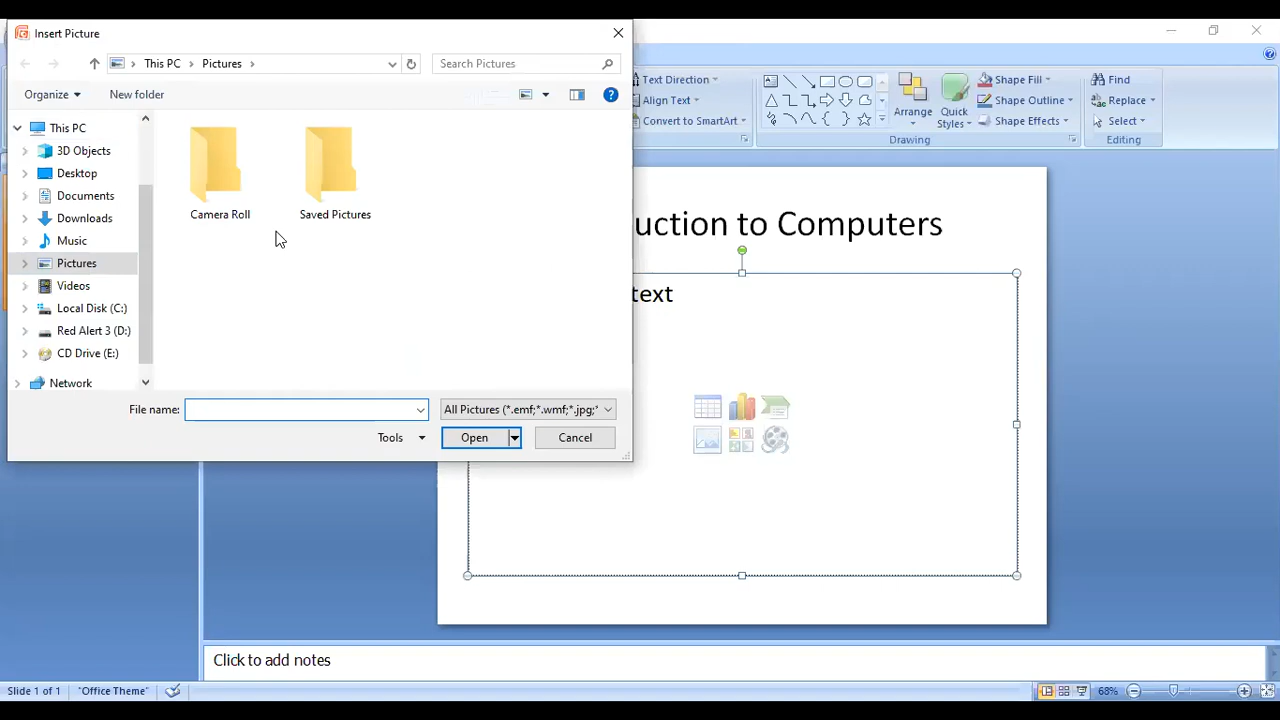 Insert Picture
This PC
Pictures
Search Pictures
Organize
New folder
?
This PC
3D Objects
Desktop
Documents
Downloads
Music
Pictures
Videos
Local Disk (C:)
Red Alert 3 (D:)
CD Drive (E:)
Network
Camera Roll
Saved Pictures
File name:
All Pictures (*.emf;*.wmf;*.jpg;*
Tools
Open
Cancel
Text Direction
Align Text
Convert to SmartArt
Arrange
Quick
Styles
Shape Fill
Shape Outline
Shape Effects
Drawing
Find
Replace
Select
Editing
uction to Computers
text
Click to add notes
Slide 1 of 1
"Office Theme"
68%